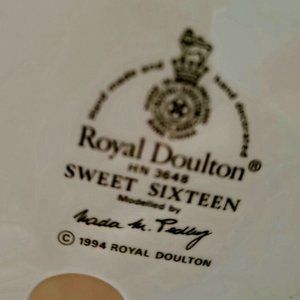 Hand made and hand decorated
Royal Doulton®
HN 3648
SWEET SIXTEEN
Modelled by
Nada M. Pedley
© 1994 ROYAL DOULTON